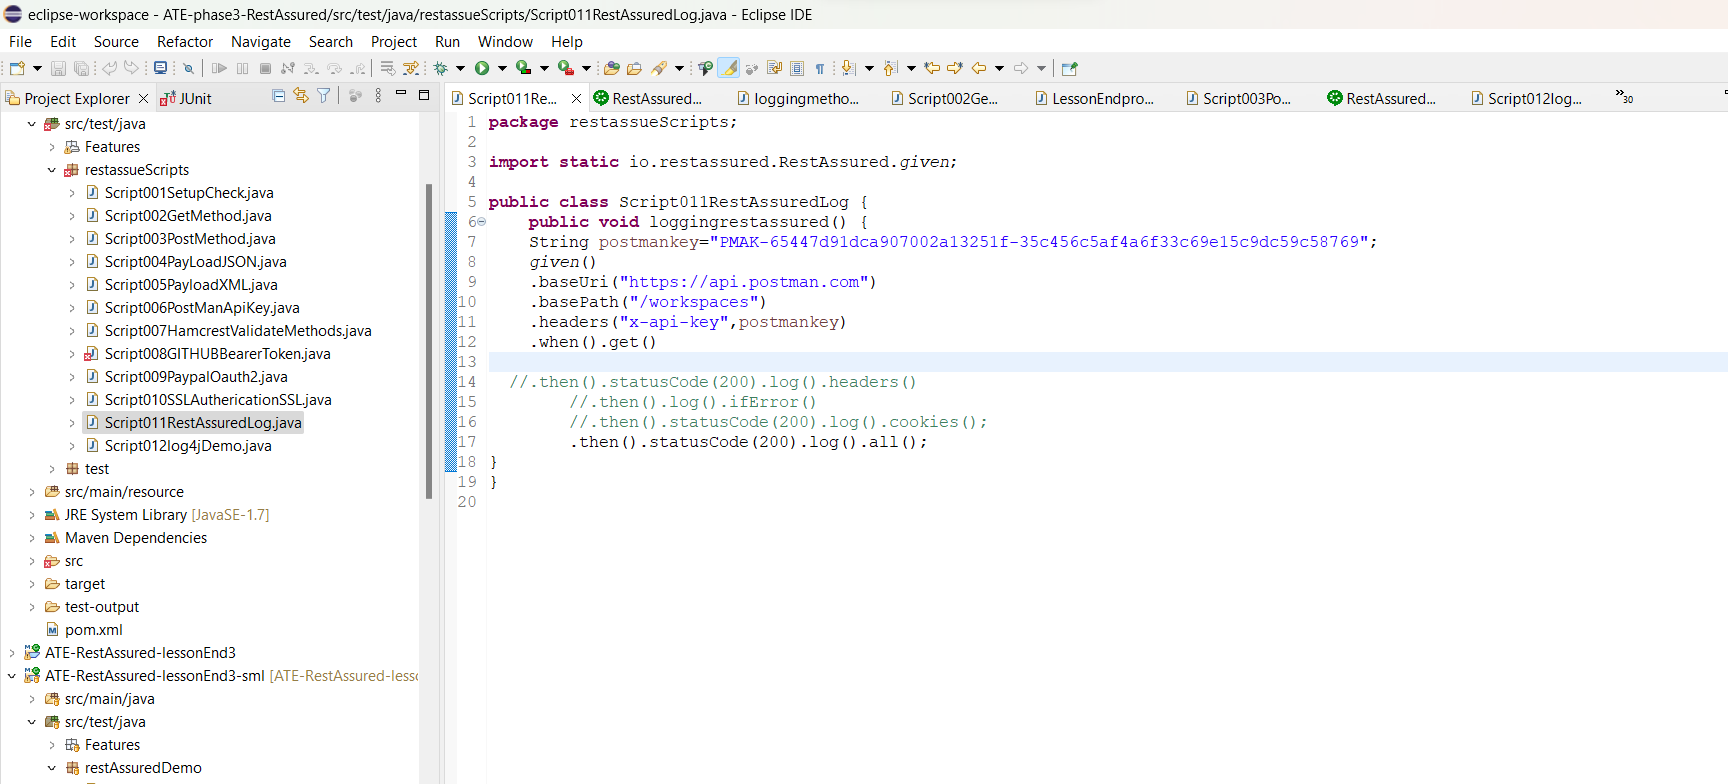 eclipse-workspace - ATE-phase3-RestAssured/src/test/java/restassueScripts/Script011RestAssuredLog.java - Eclipse IDE
File Edit Source Refactor Navigate Search Project Run Window Help
Project Explorer JUnit
src/test/java
Features
restassueScripts
Script001SetupCheck.java
Script002GetMethod.java
Script003PostMethod.java
Script004PayLoadJSON.java
Script005PayloadXML.java
Script006PostManApiKey.java
Script007HamcrestValidateMethods.java
Script008GITHUBBearerToken.java
Script009PaypalOauth2.java
Script010SSLAuthericationSSL.java
Script011RestAssuredLog.java
Script012log4jDemo.java
test
src/main/resource
JRE System Library [JavaSE-1.7]
Maven Dependencies
src
target
test-output
pom.xml
ATE-RestAssured-lessonEnd3
ATE-RestAssured-lessonEnd3-sml [ATE-RestAssured-lesso
src/main/java
src/test/java
Features
restAssuredDemo
Script011Re... RestAssured... loggingmetho... Script002Ge... LessonEndpro... Script003Po... RestAssured... Script012log... 30
1 package restassueScripts;
2
3 import static io.restassured.RestAssured.given;
4
5 public class Script011RestAssuredLog {
6 public void loggingrestassured() {
7 String postmankey="PMAK-65447d91dca907002a13251f-35c456c5af4a6f33c69e15c9dc59c58769";
8 given()
9 .baseUri("https://api.postman.com")
10 .basePath("/workspaces")
11 .headers("x-api-key",postmankey)
12 .when().get()
13
14 //.then().statusCode(200).log().headers()
15 //.then().log().ifError()
16 //.then().statusCode(200).log().cookies();
17 .then().statusCode(200).log().all();
18 }
19 }
20